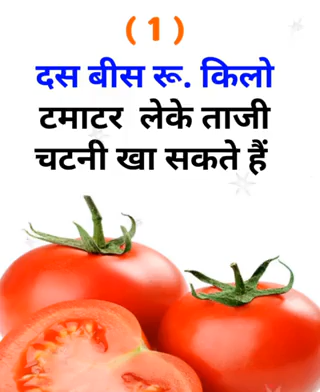 ( 1 )
दस बीस रू. किलो
टमाटर लेके ताजी
चटनी खा सकते हैं